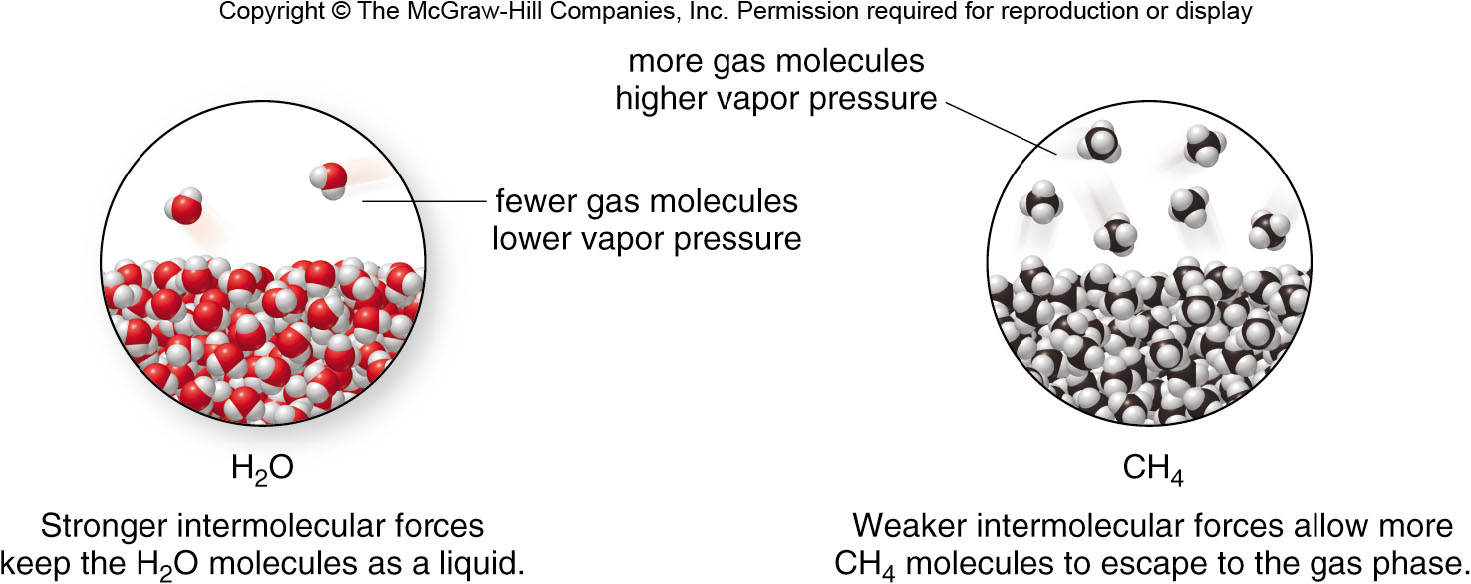 Copyright © The McGraw-Hill Companies, Inc. Permission required for reproduction or display
more gas molecules
higher vapor pressure
fewer gas molecules
lower vapor pressure
H₂O
Stronger intermolecular forces
keep the H₂O molecules as a liquid.
CH₄
Weaker intermolecular forces allow more
CH₄ molecules to escape to the gas phase.